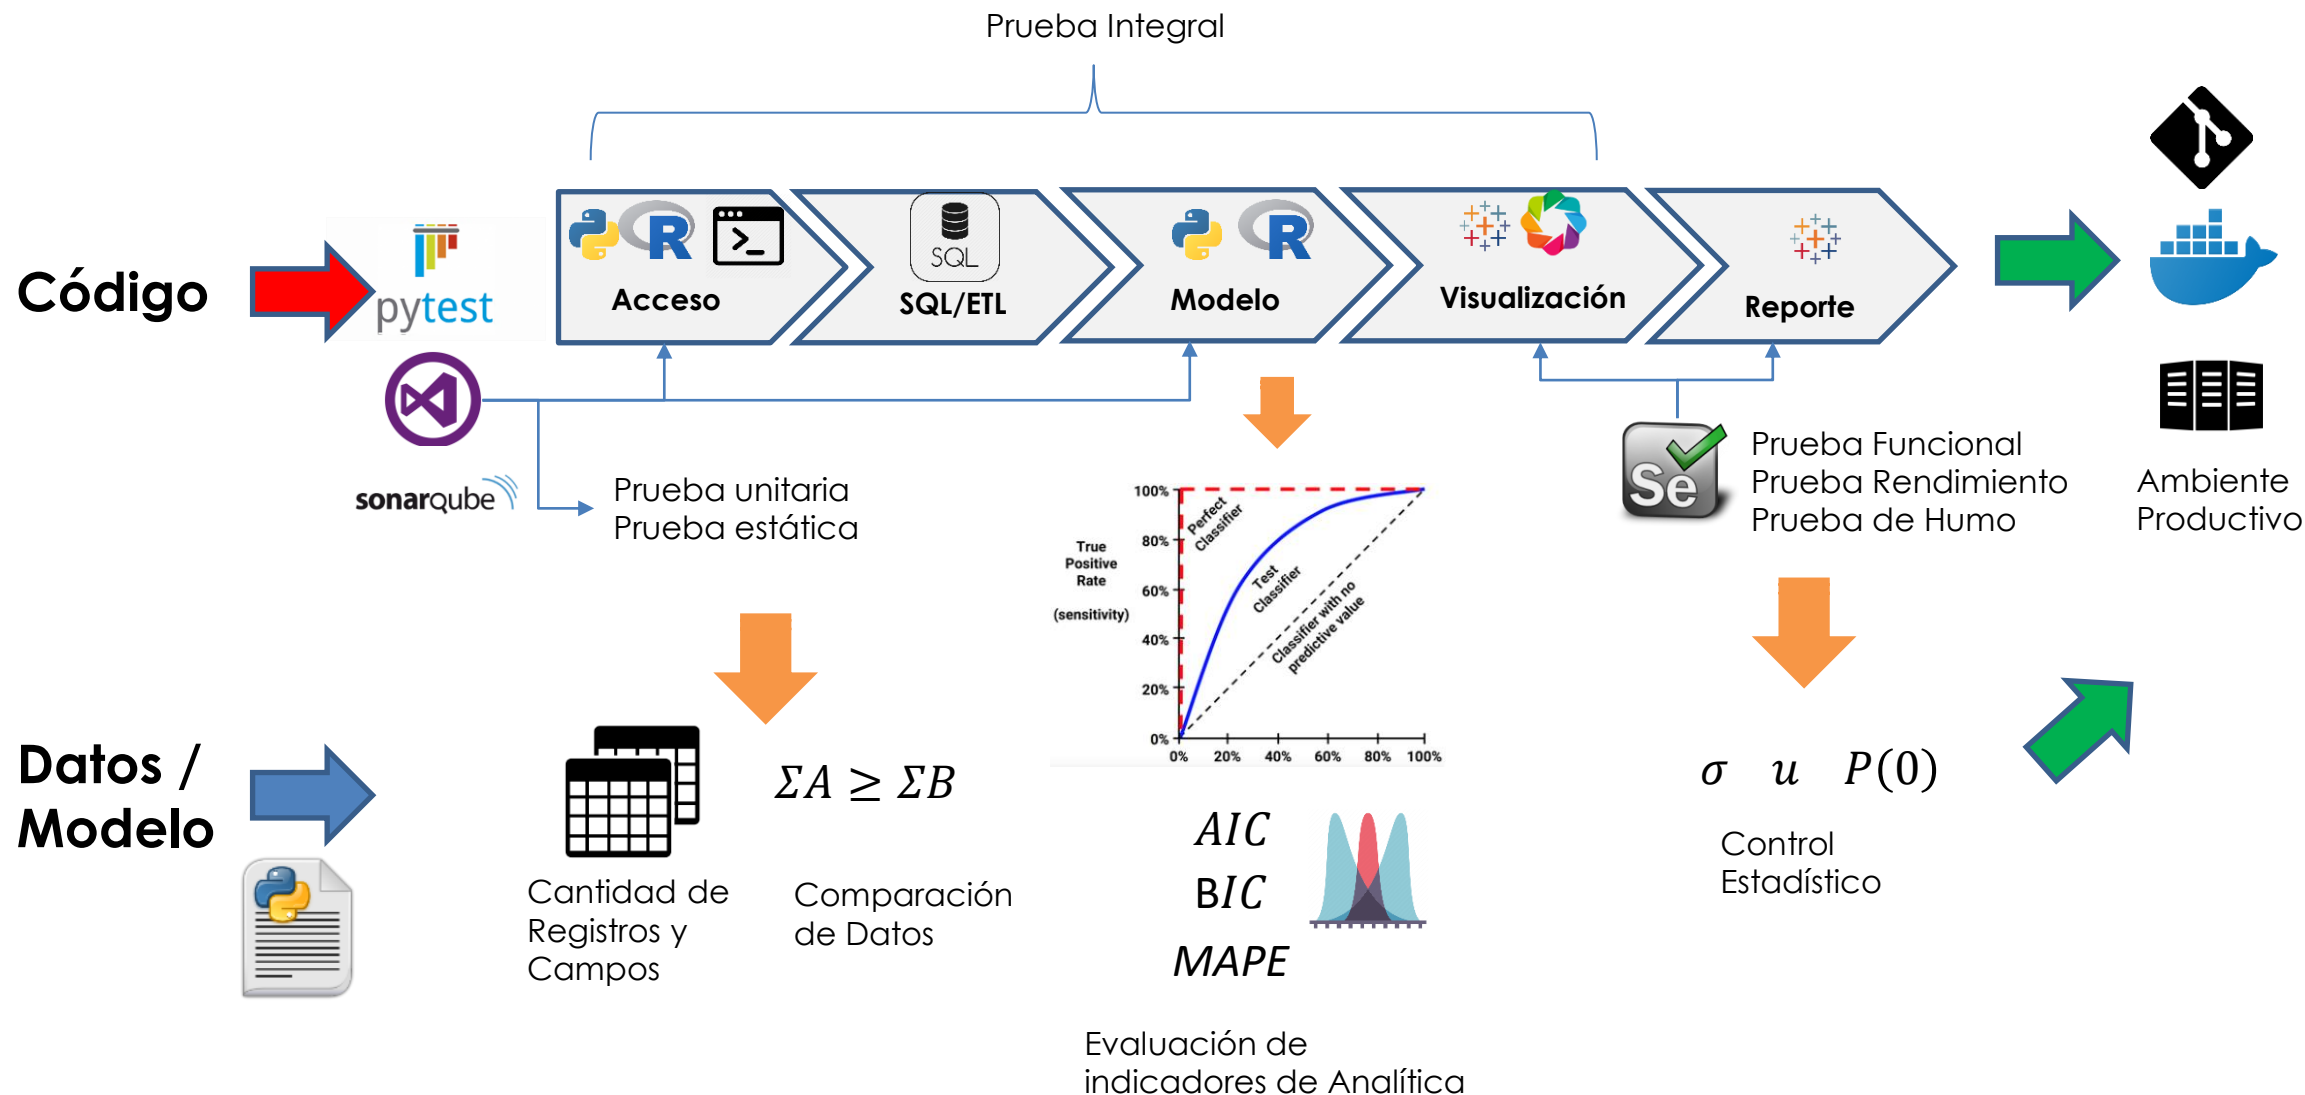 Prueba Integral
Código
pytest
Acceso
SQL
SQL/ETL
Modelo
Visualización
Reporte
sonarqube
Prueba unitaria
Prueba estática
Se
Prueba Funcional
Prueba Rendimiento
Prueba de Humo
Ambiente
Productivo
True
Positive
Rate
(sensitivity)
100%
80%
60%
40%
20%
0%
Perfect
Classifier
Test
Classifier
Classifier with no
predictive value
0% 20% 40% 60% 80% 100%
Datos /
Modelo
ΣA ≥ ΣB
Cantidad de
Registros y
Campos
Comparación
de Datos
AIC
BIC
MAPE
Evaluación de
indicadores de Analítica
σ u P(0)
Control
Estadístico